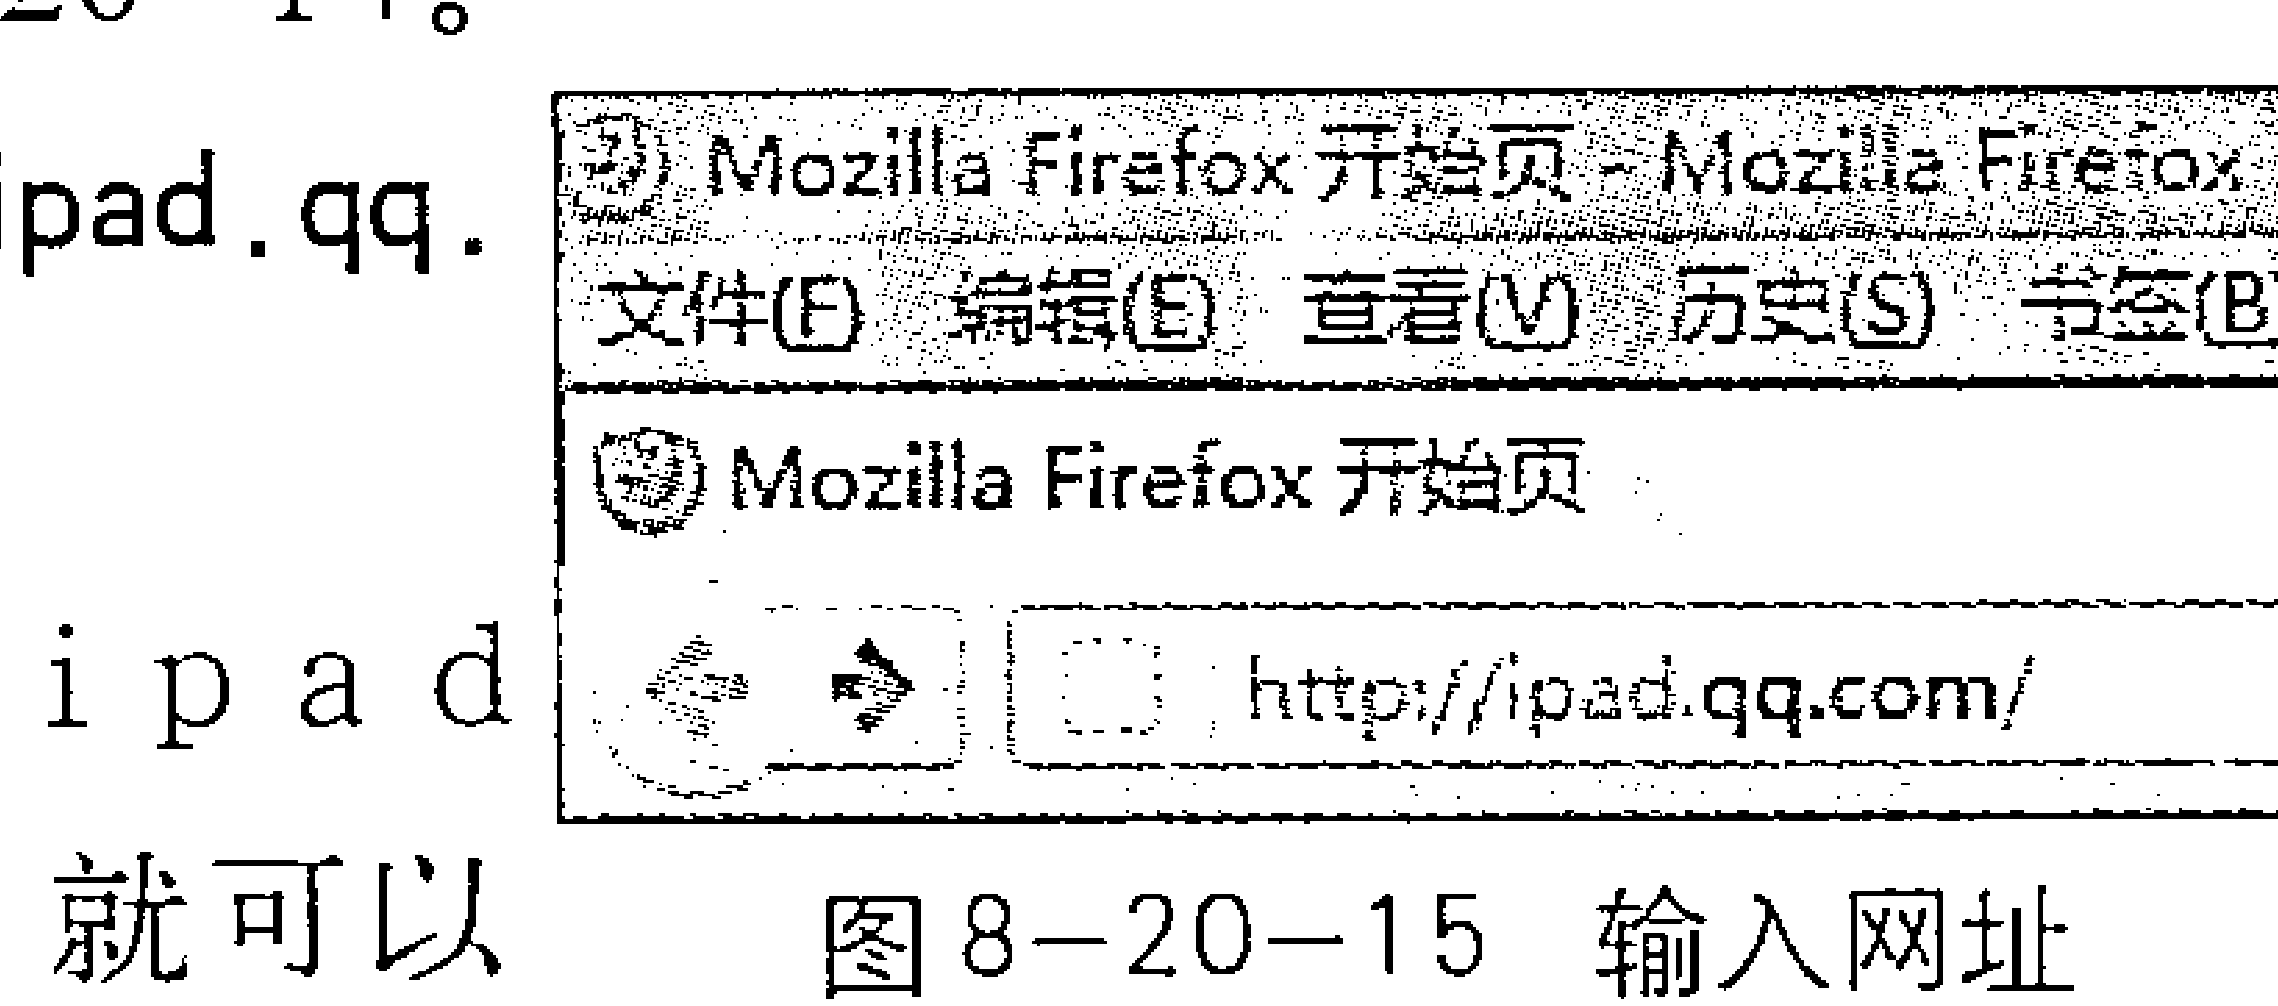 20-14。
ipad.qq.
ipad
就可以
Mozilla Firefox 开始页 - Mozilla Firefox
文件(F) 编辑(E) 查看(V) 历史(S) 书签(B
Mozilla Firefox 开始页
http://ipad.qq.com/
图8-20-15 输入网址